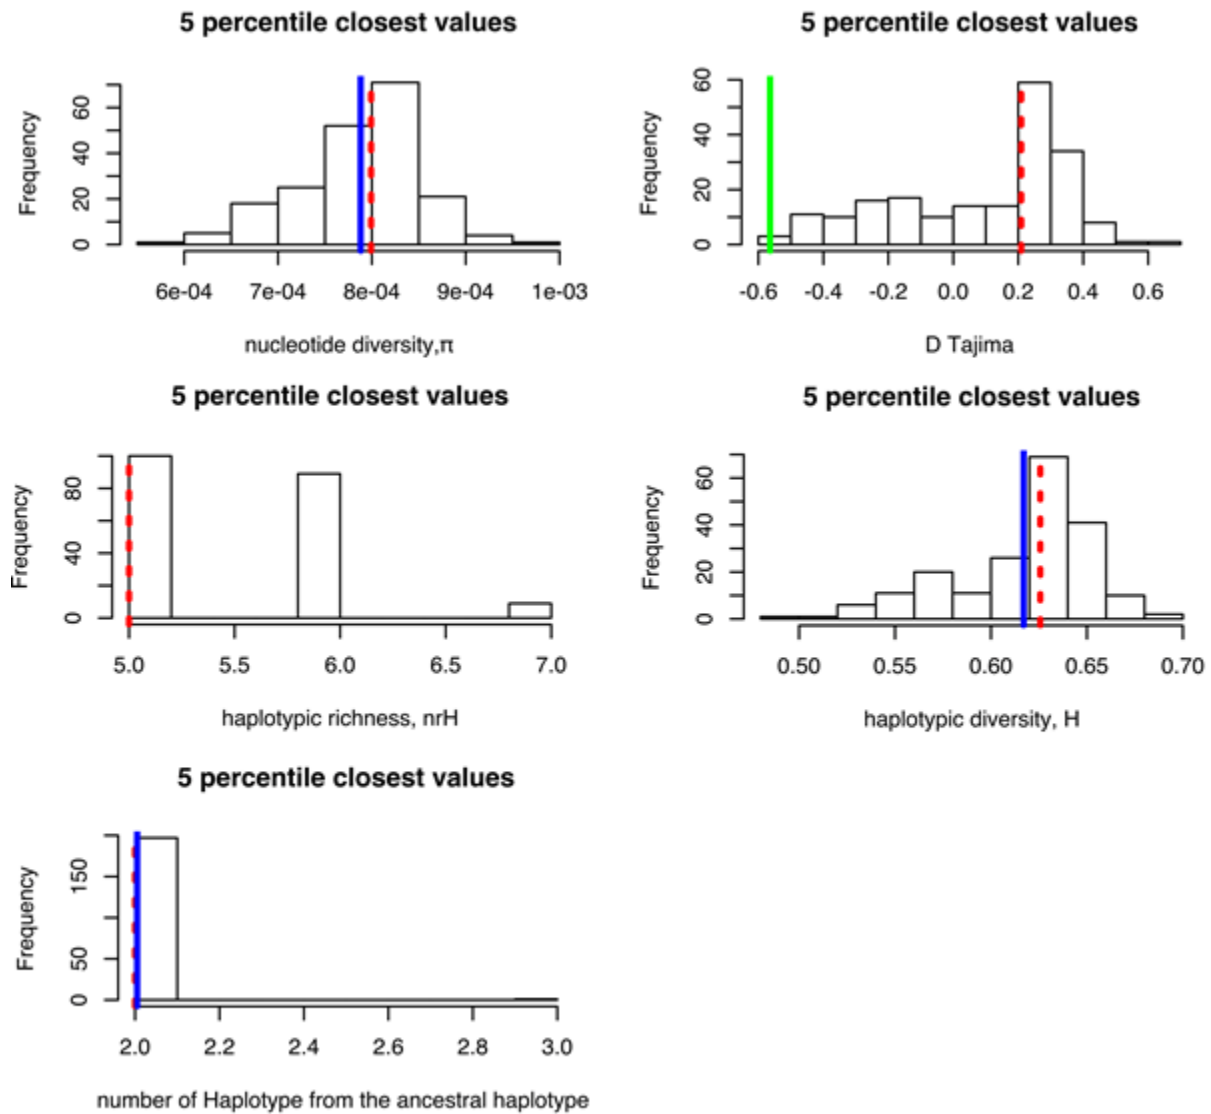 5 percentile closest values
Frequency
0 20 40 60
6e-04 7e-04 8e-04 9e-04 1e-03
nucleotide diversity,π
5 percentile closest values
Frequency
0 20 40 60
-0.6 -0.4 -0.2 0.0 0.2 0.4 0.6
D Tajima
5 percentile closest values
Frequency
0 40 80
5.0 5.5 6.0 6.5 7.0
haplotypic richness, nrH
5 percentile closest values
Frequency
0 20 40 60
0.50 0.55 0.60 0.65 0.70
haplotypic diversity, H
5 percentile closest values
Frequency
0 50 150
2.0 2.2 2.4 2.6 2.8 3.0
number of Haplotype from the ancestral haplotype